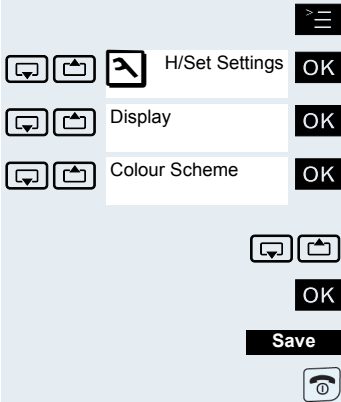 H/Set Settings OK
Display OK
Colour Scheme OK
OK
Save